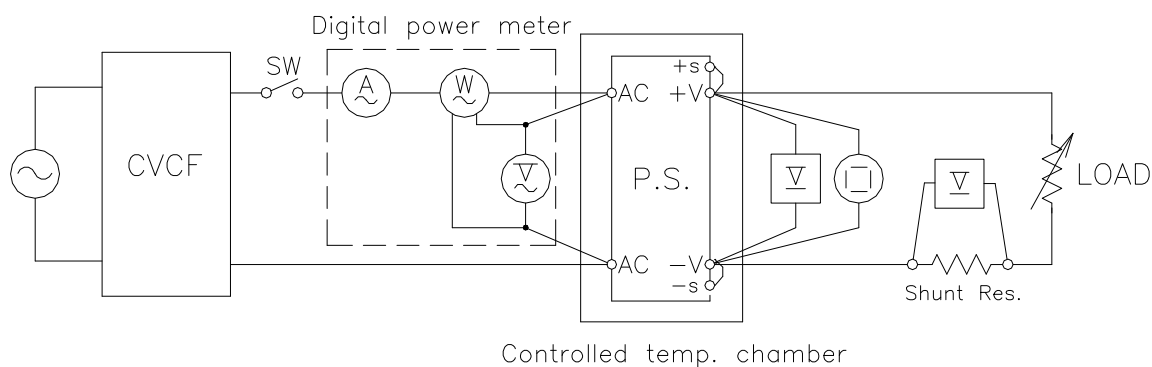 Digital power meter
SW
A
W
V
CVCF
AC
AC
P.S.
+s
+V
-V
-s
V
V
LOAD
Shunt Res.
Controlled temp. chamber